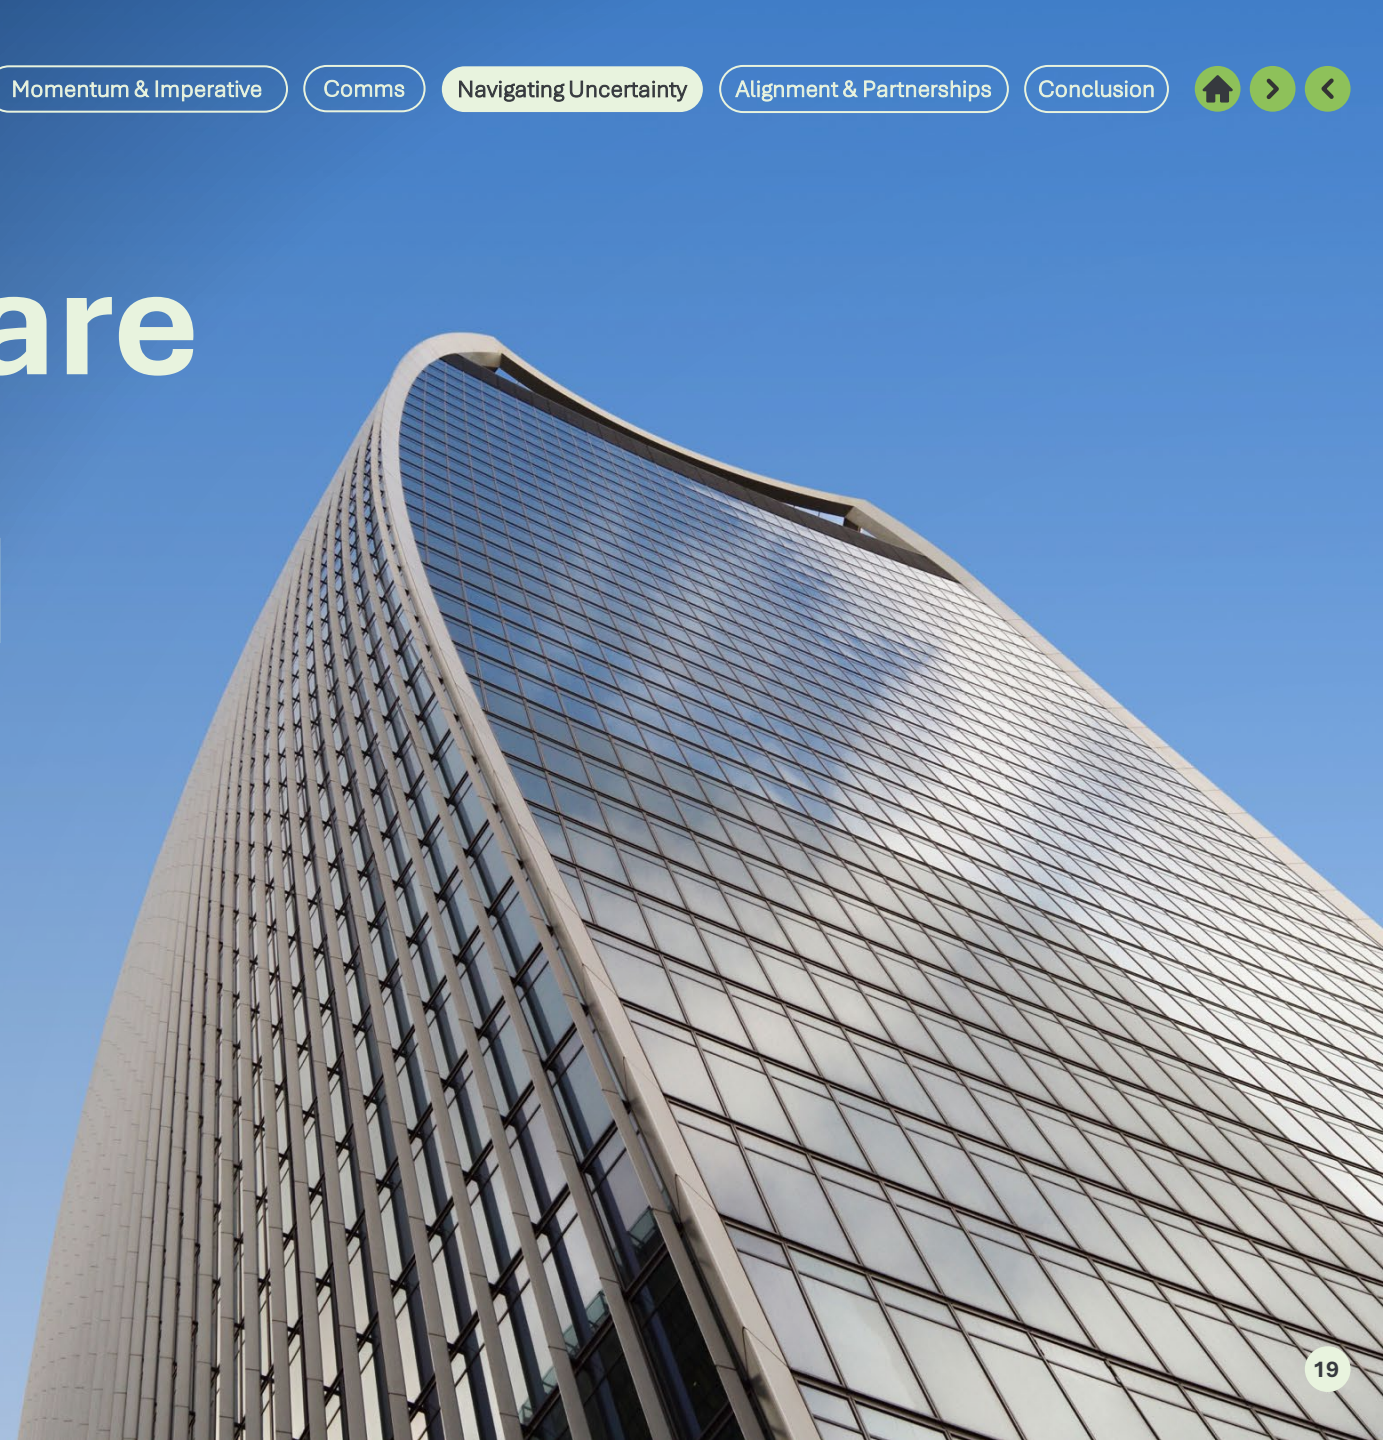 Momentum & Imperative Comms Navigating Uncertainty Alignment & Partnerships Conclusion
are
19